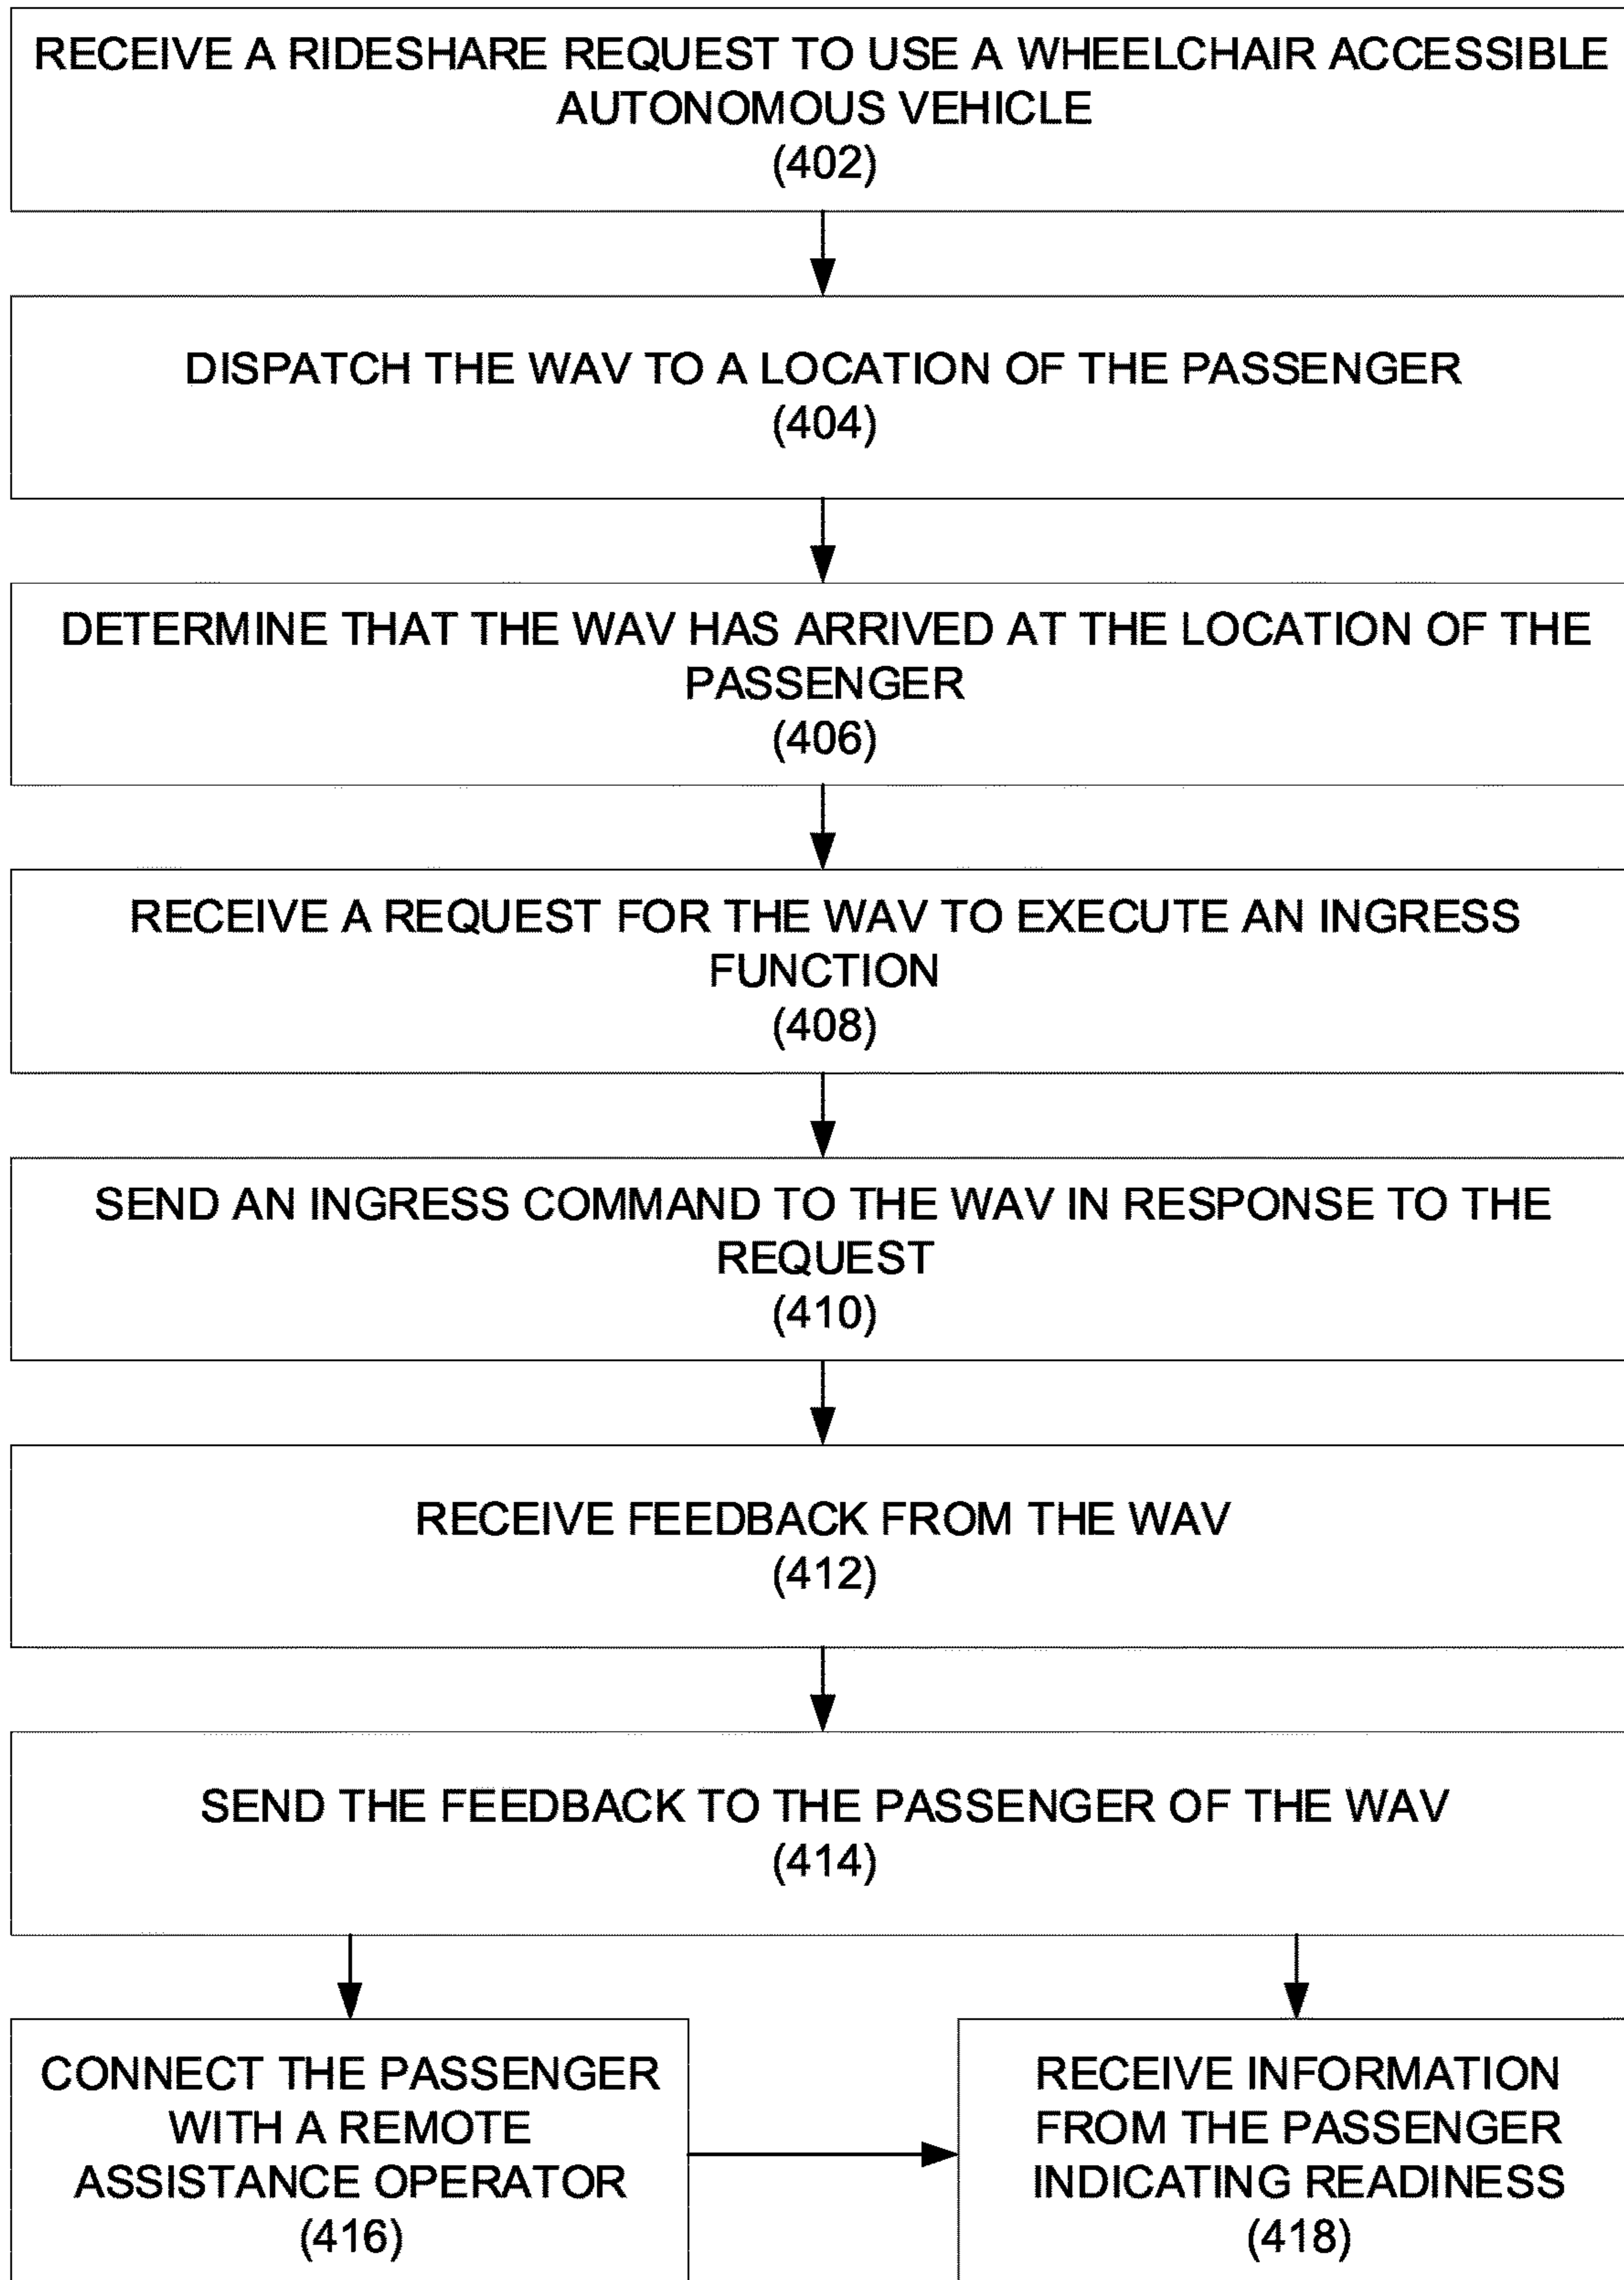 RECEIVE A RIDESHARE REQUEST TO USE A WHEELCHAIR ACCESSIBLE
AUTONOMOUS VEHICLE
(402)
DISPATCH THE WAV TO A LOCATION OF THE PASSENGER
(404)
DETERMINE THAT THE WAV HAS ARRIVED AT THE LOCATION OF THE
PASSENGER
(406)
RECEIVE A REQUEST FOR THE WAV TO EXECUTE AN INGRESS
FUNCTION
(408)
SEND AN INGRESS COMMAND TO THE WAV IN RESPONSE TO THE
REQUEST
(410)
RECEIVE FEEDBACK FROM THE WAV
(412)
SEND THE FEEDBACK TO THE PASSENGER OF THE WAV
(414)
CONNECT THE PASSENGER
WITH A REMOTE
ASSISTANCE OPERATOR
(416)
RECEIVE INFORMATION
FROM THE PASSENGER
INDICATING READINESS
(418)